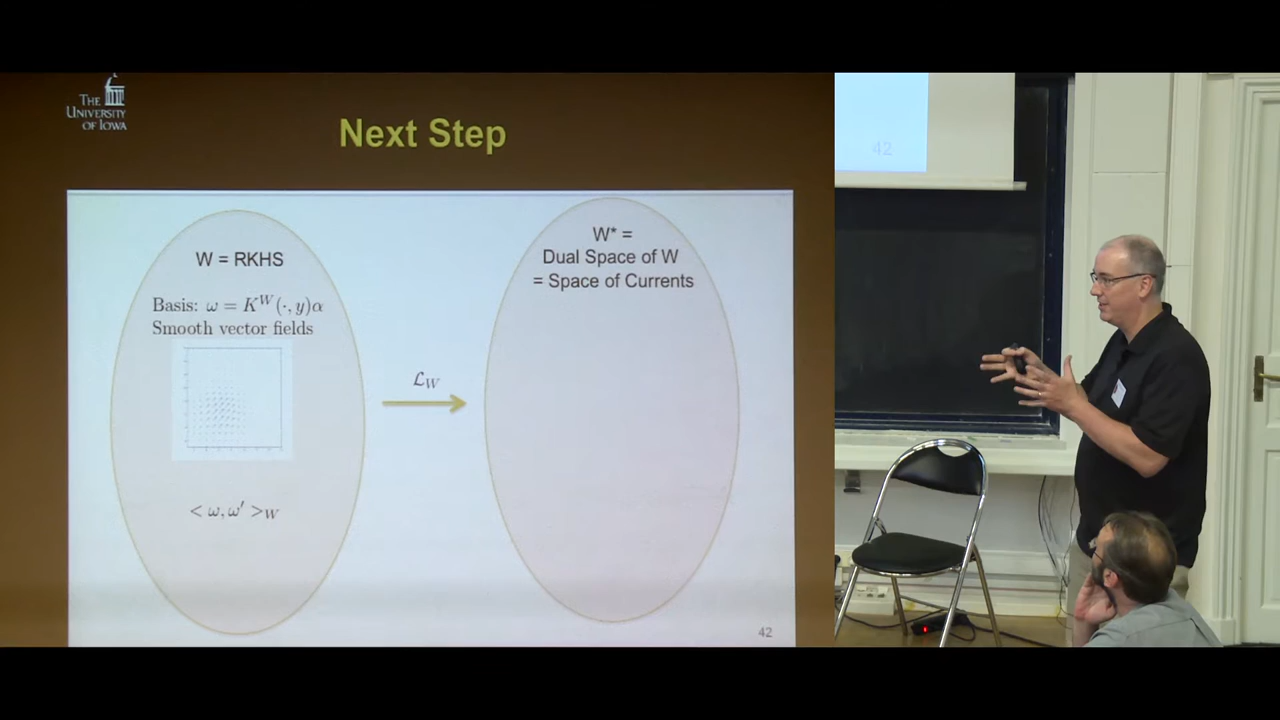 THE
UNIVERSITY
OF IOWA
Next Step
W = RKHS
Basis: ω = K^W(·, y)α
Smooth vector fields
< ω, ω′ >_W
𝓛_W
W* =
Dual Space of W
= Space of Currents
42
42